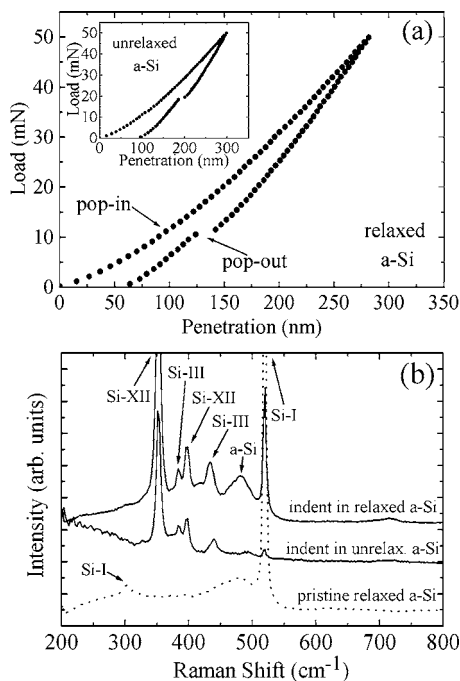 (a)
unrelaxed
a-Si
Load (mN)
50
40
30
20
10
0
0 100 200 300
Penetration (nm)
Load (mN)
50
40
30
20
10
0
pop-in
pop-out
relaxed
a-Si
0 50 100 150 200 250 300 350
Penetration (nm)
(b)
Si-XII
Si-III
Si-XII
Si-III
a-Si
Si-I
indent in relaxed a-Si
indent in unrelax. a-Si
Si-I
pristine relaxed a-Si
Intensity (arb. units)
200 300 400 500 600 700 800
Raman Shift (cm-1)